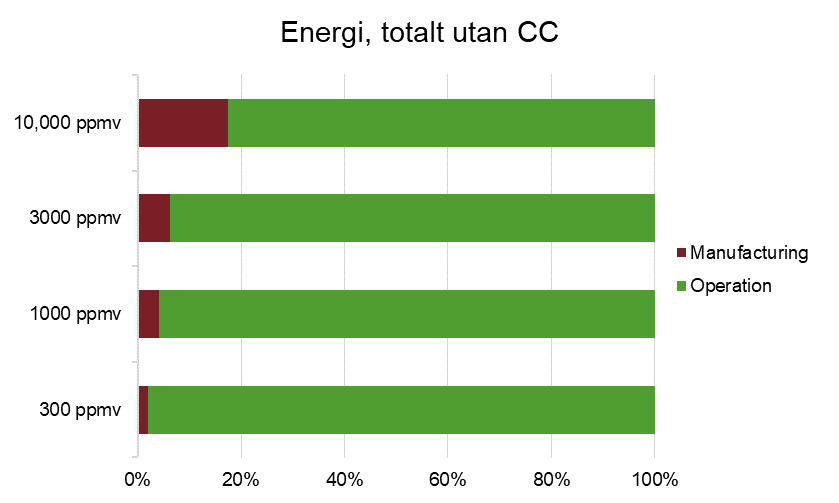 Energi, totalt utan CC
10,000 ppmv
3000 ppmv
1000 ppmv
300 ppmv
0% 20% 40% 60% 80% 100%
Manufacturing
Operation